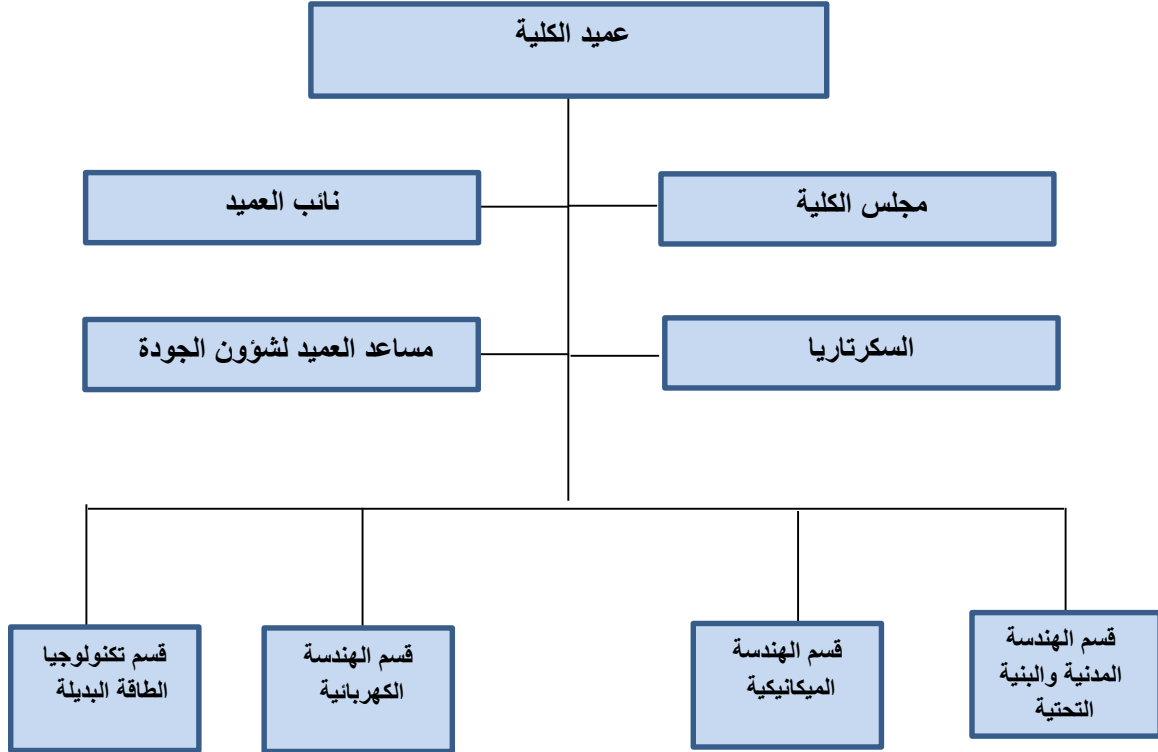 عميد الكلية
مجلس الكلية
نائب العميد
السكرتاريا
مساعد العميد لشؤون الجودة
قسم الهندسة
المدنية والبنية
التحتية
قسم الهندسة
الميكانيكية
قسم الهندسة
الكهربائية
قسم تكنولوجيا
الطاقة البديلة